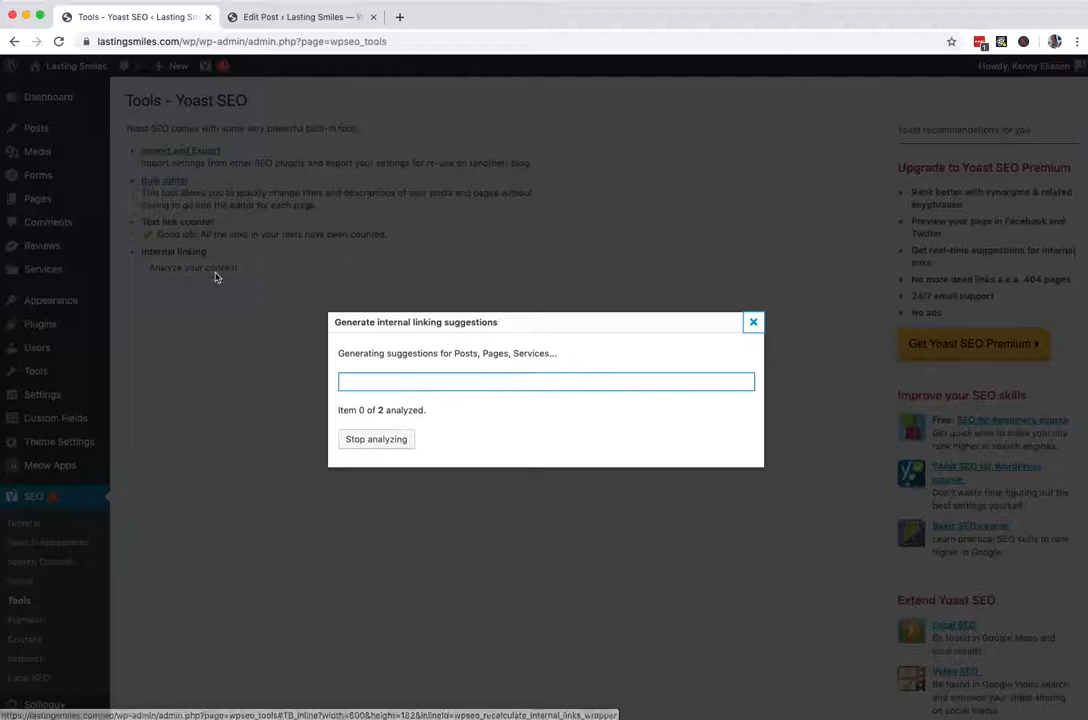 Tools - Yoast SEO ‹ Lasting Sm
Edit Post ‹ Lasting Smiles — W
lastingsmiles.com/wp/wp-admin/admin.php?page=wpseo_tools
1
Lasting Smiles
New
Howdy, Kenny Eliason
Dashboard
Posts
Media
Forms
Pages
Comments
Reviews
Services
Appearance
Plugins
Users
Tools
Settings
Custom Fields
Theme Settings
Meow Apps
SEO
General
Search Appearance
Search Console
Social
Tools
Premium
Courses
Redirects
Local SEO
Soliloquy
Tools - Yoast SEO
Yoast SEO comes with some very powerful built-in tools:
Import and Export
Import settings from other SEO plugins and export your settings for re-use on (another) blog.
Bulk editor
This tool allows you to quickly change titles and descriptions of your posts and pages without
having to go into the editor for each page.
Text link counter
Good job! All the links in your texts have been counted.
Internal linking
Analyze your content
Generate internal linking suggestions
Generating suggestions for Posts, Pages, Services...
Item 0 of 2 analyzed.
Stop analyzing
Yoast recommendations for you
Upgrade to Yoast SEO Premium
Rank better with synonyms & related
keyphrases
Preview your page in Facebook and
Twitter
Get real-time suggestions for internal
links
No more dead links a.k.a. 404 pages
24/7 email support
No ads
Get Yoast SEO Premium
Improve your SEO skills
Free: SEO for Beginners course
Get quick wins to make your site
rank higher in search engines.
Yoast SEO for WordPress
course
Don't waste time figuring out the
best settings yourself.
Basic SEO course
Learn practical SEO skills to rank
higher in Google.
Extend Yoast SEO
Local SEO
Be found in Google Maps and
local results.
Video SEO
Be found in Google Video search
and enhance your video sharing
on social media.
https://lastingsmiles.com/wp/wp-admin/admin.php?page=wpseo_tools#TB_inline?width=600&height=182&inlineId=wpseo_recalculate_internal_links_wrapper